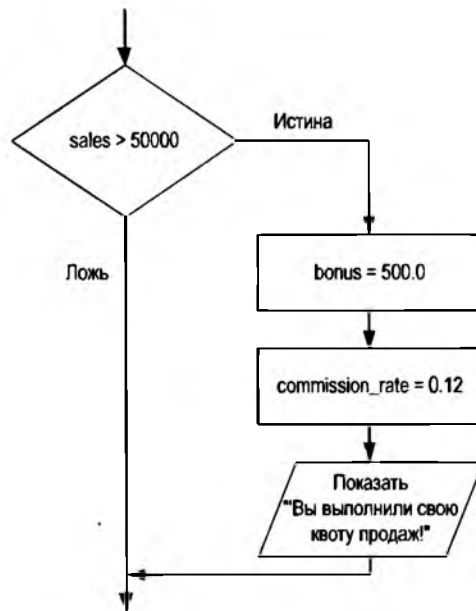 sales > 50000
Истина
Ложь
bonus = 500.0
commission_rate = 0.12
Показать
"Вы выполнили свою
квоту продаж!"